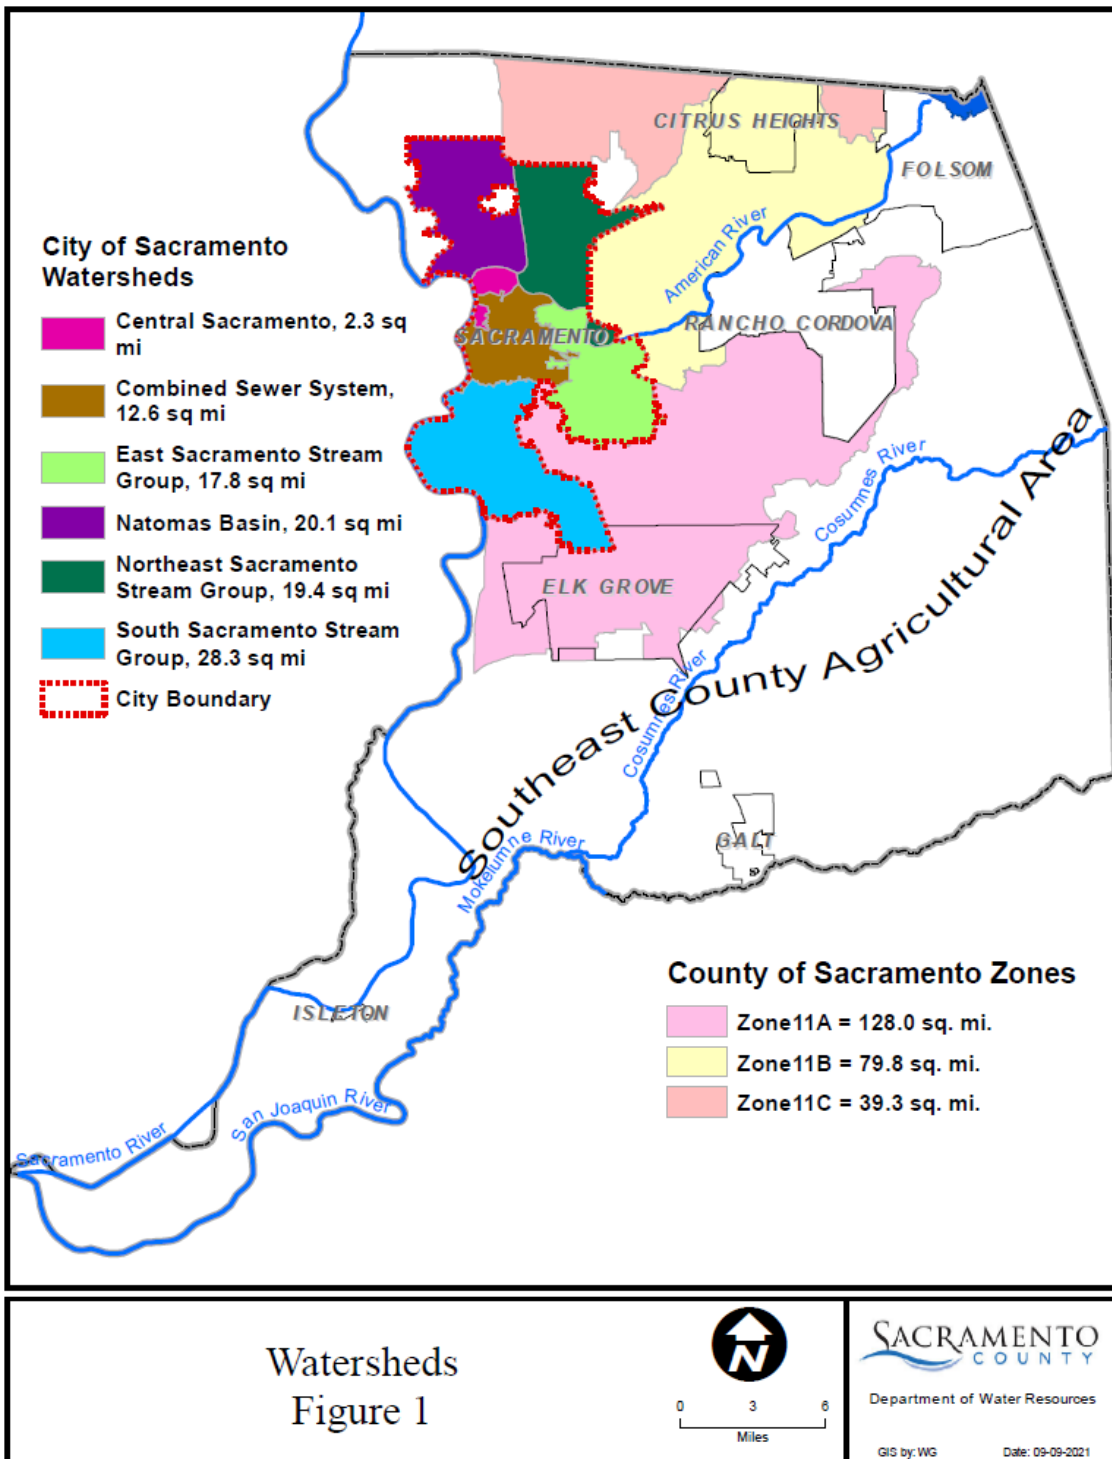 CITRUS HEIGHTS
FOLSOM
American River
RANCHO CORDOVA
SACRAMENTO
City of Sacramento
Watersheds
Central Sacramento, 2.3 sq
mi
Combined Sewer System,
12.6 sq mi
East Sacramento Stream
Group, 17.8 sq mi
Natomas Basin, 20.1 sq mi
Northeast Sacramento
Stream Group, 19.4 sq mi
South Sacramento Stream
Group, 28.3 sq mi
City Boundary
Cosumnes River
ELK GROVE
Southeast County Agricultural Area
Cosumnes River
Mokelumne River
GALT
ISLETON
San Joaquin River
Sacramento River
County of Sacramento Zones
Zone11A = 128.0 sq. mi.
Zone11B = 79.8 sq. mi.
Zone11C = 39.3 sq. mi.
Watersheds
Figure 1
N
0 3 6
Miles
SACRAMENTO
COUNTY
Department of Water Resources
GIS by: WG Date: 09-09-2021